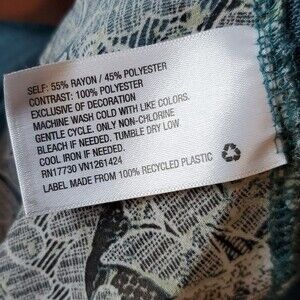 SELF: 55% RAYON / 45% POLYESTER
CONTRAST: 100% POLYESTER
EXCLUSIVE OF DECORATION
MACHINE WASH COLD WITH LIKE COLORS.
GENTLE CYCLE. ONLY NON-CHLORINE
BLEACH IF NEEDED. TUMBLE DRY LOW
COOL IRON IF NEEDED.
RN17730 VN1261424
LABEL MADE FROM 100% RECYCLED PLASTIC